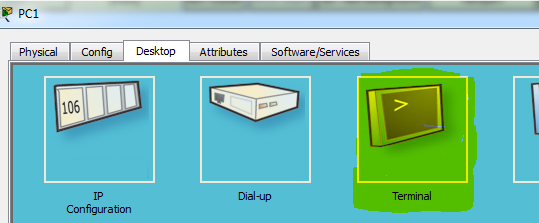 PC1
Physical Config Desktop Attributes Software/Services
106
>
IP
Configuration
Dial-up
Terminal